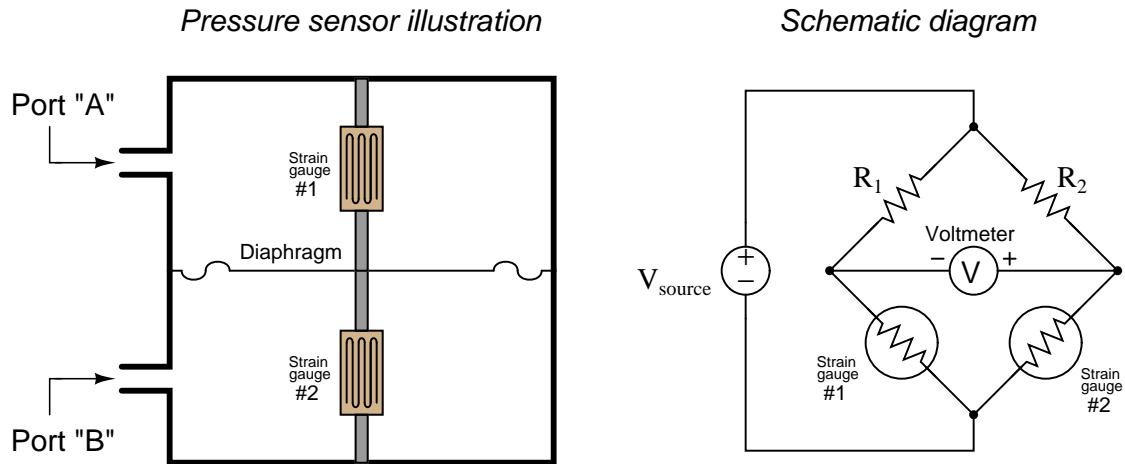 Pressure sensor illustration
Port "A"
Strain
gauge
#1
Diaphragm
Strain
gauge
#2
Port "B"
Schematic diagram
R1
R2
Voltmeter
− V +
+
−
Vsource
Strain
gauge
#1
Strain
gauge
#2